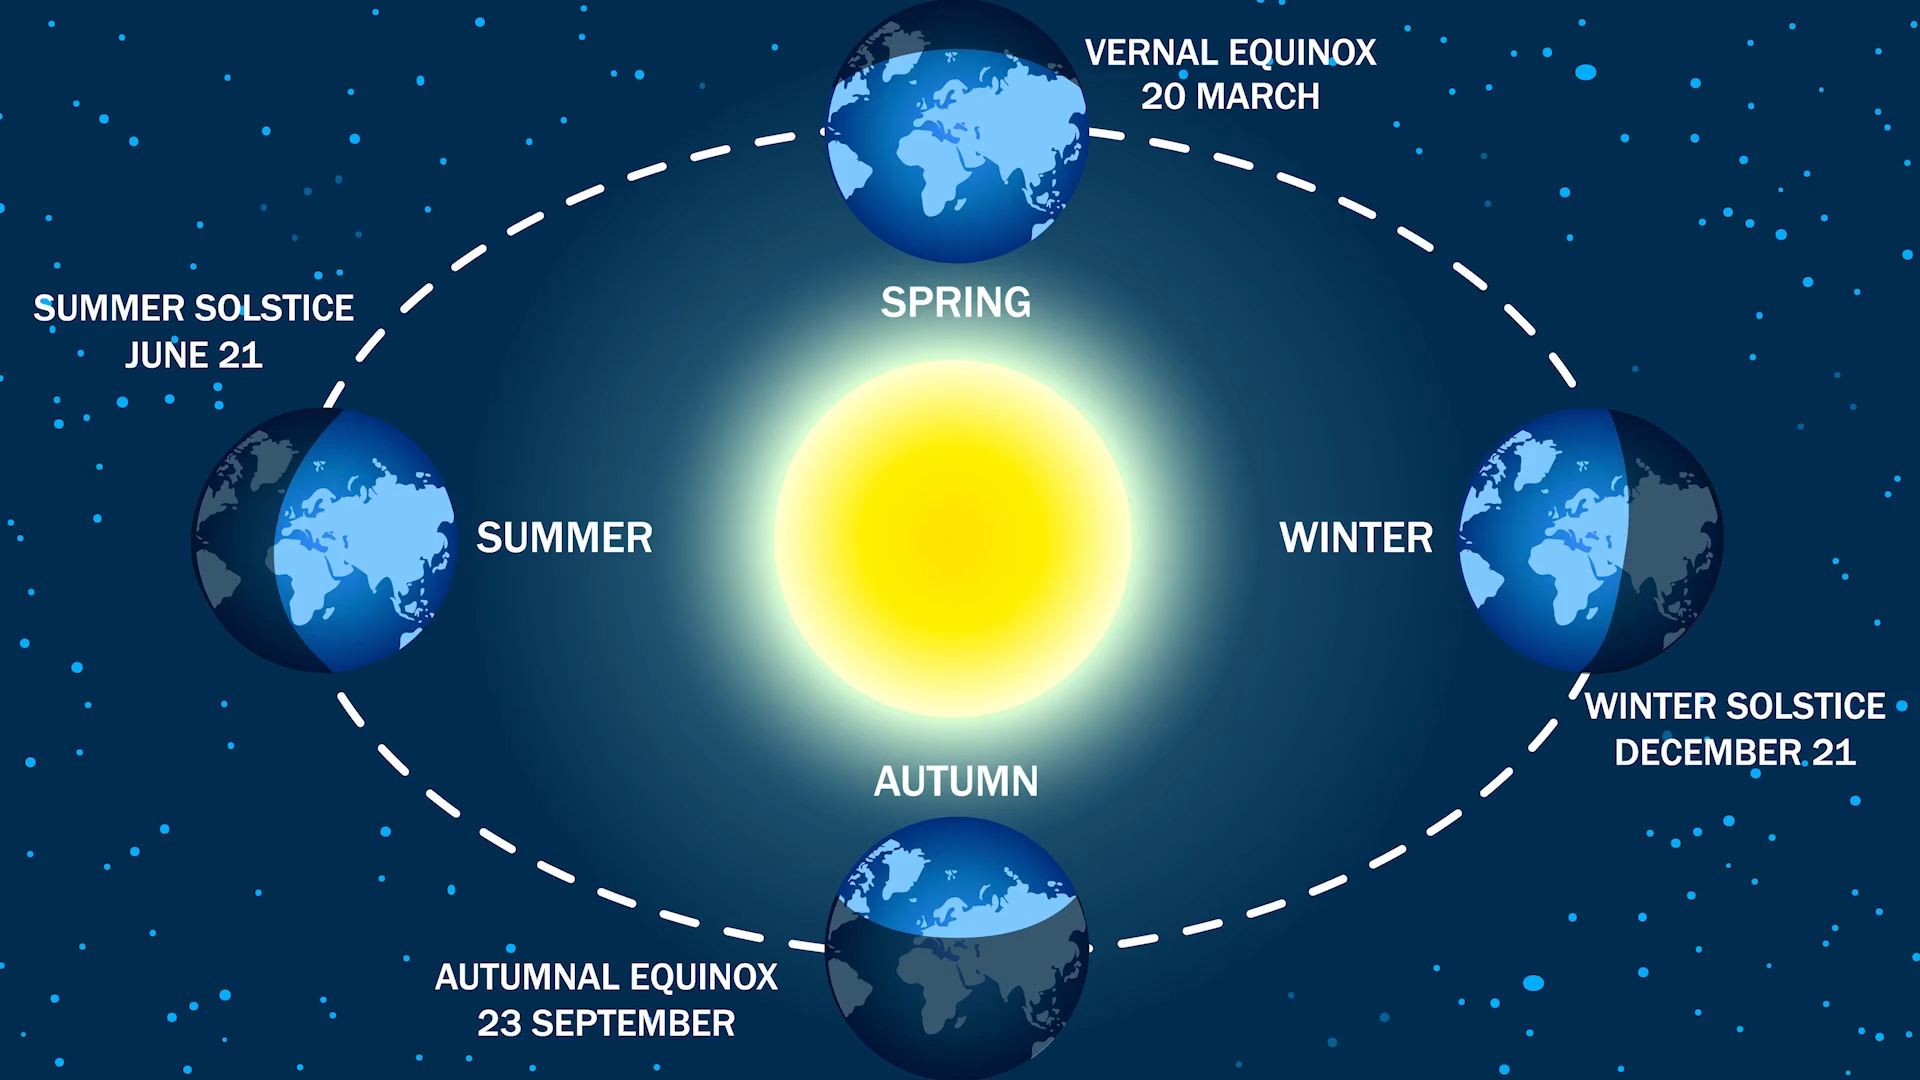 VERNAL EQUINOX
20 MARCH
SPRING
SUMMER SOLSTICE
JUNE 21
SUMMER
WINTER
WINTER SOLSTICE
DECEMBER 21
AUTUMN
AUTUMNAL EQUINOX
23 SEPTEMBER